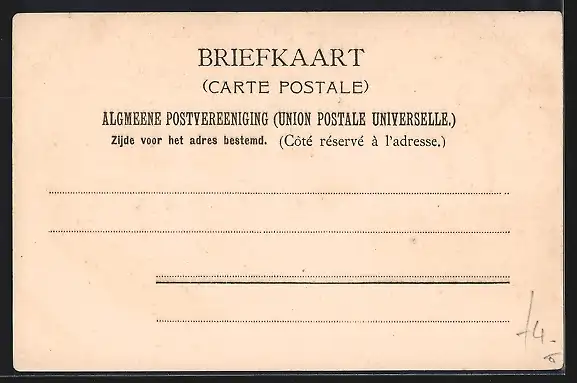 BRIEFKAART
(CARTE POSTALE)
ALGMEENE POSTVEREENIGING (UNION POSTALE UNIVERSELLE.)
Zijde voor het adres bestemd. (Côté réservé à l'adresse.)